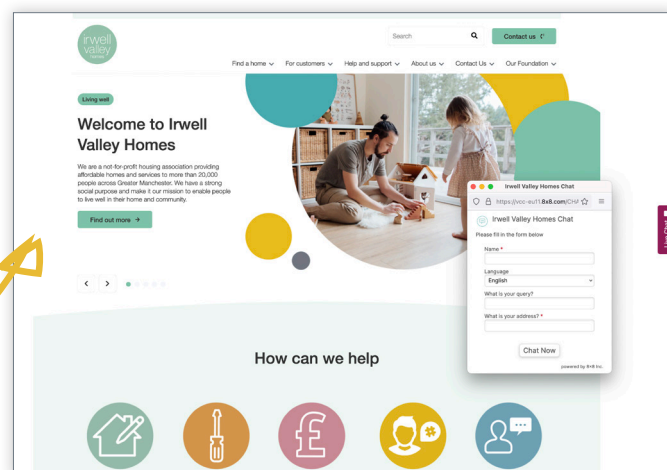 irwell
valley
homes
Search
Contact us
Find a home
For customers
Help and support
About us
Contact Us
Our Foundation
Living well
Welcome to Irwell
Valley Homes
We are a not-for-profit housing association providing
affordable homes and services to more than 20,000
people across Greater Manchester. We have a strong
social purpose and make it our mission to enable people
to live well in their home and community.
Find out more →
Irwell Valley Homes Chat
https://vcc-eu11.8x8.com/CHA
Irwell Valley Homes Chat
Please fill in the form below
Name *
Language
English
What is your query?
What is your address? *
Chat Now
powered by 8x8 Inc.
Live Chat
How can we help
£
#